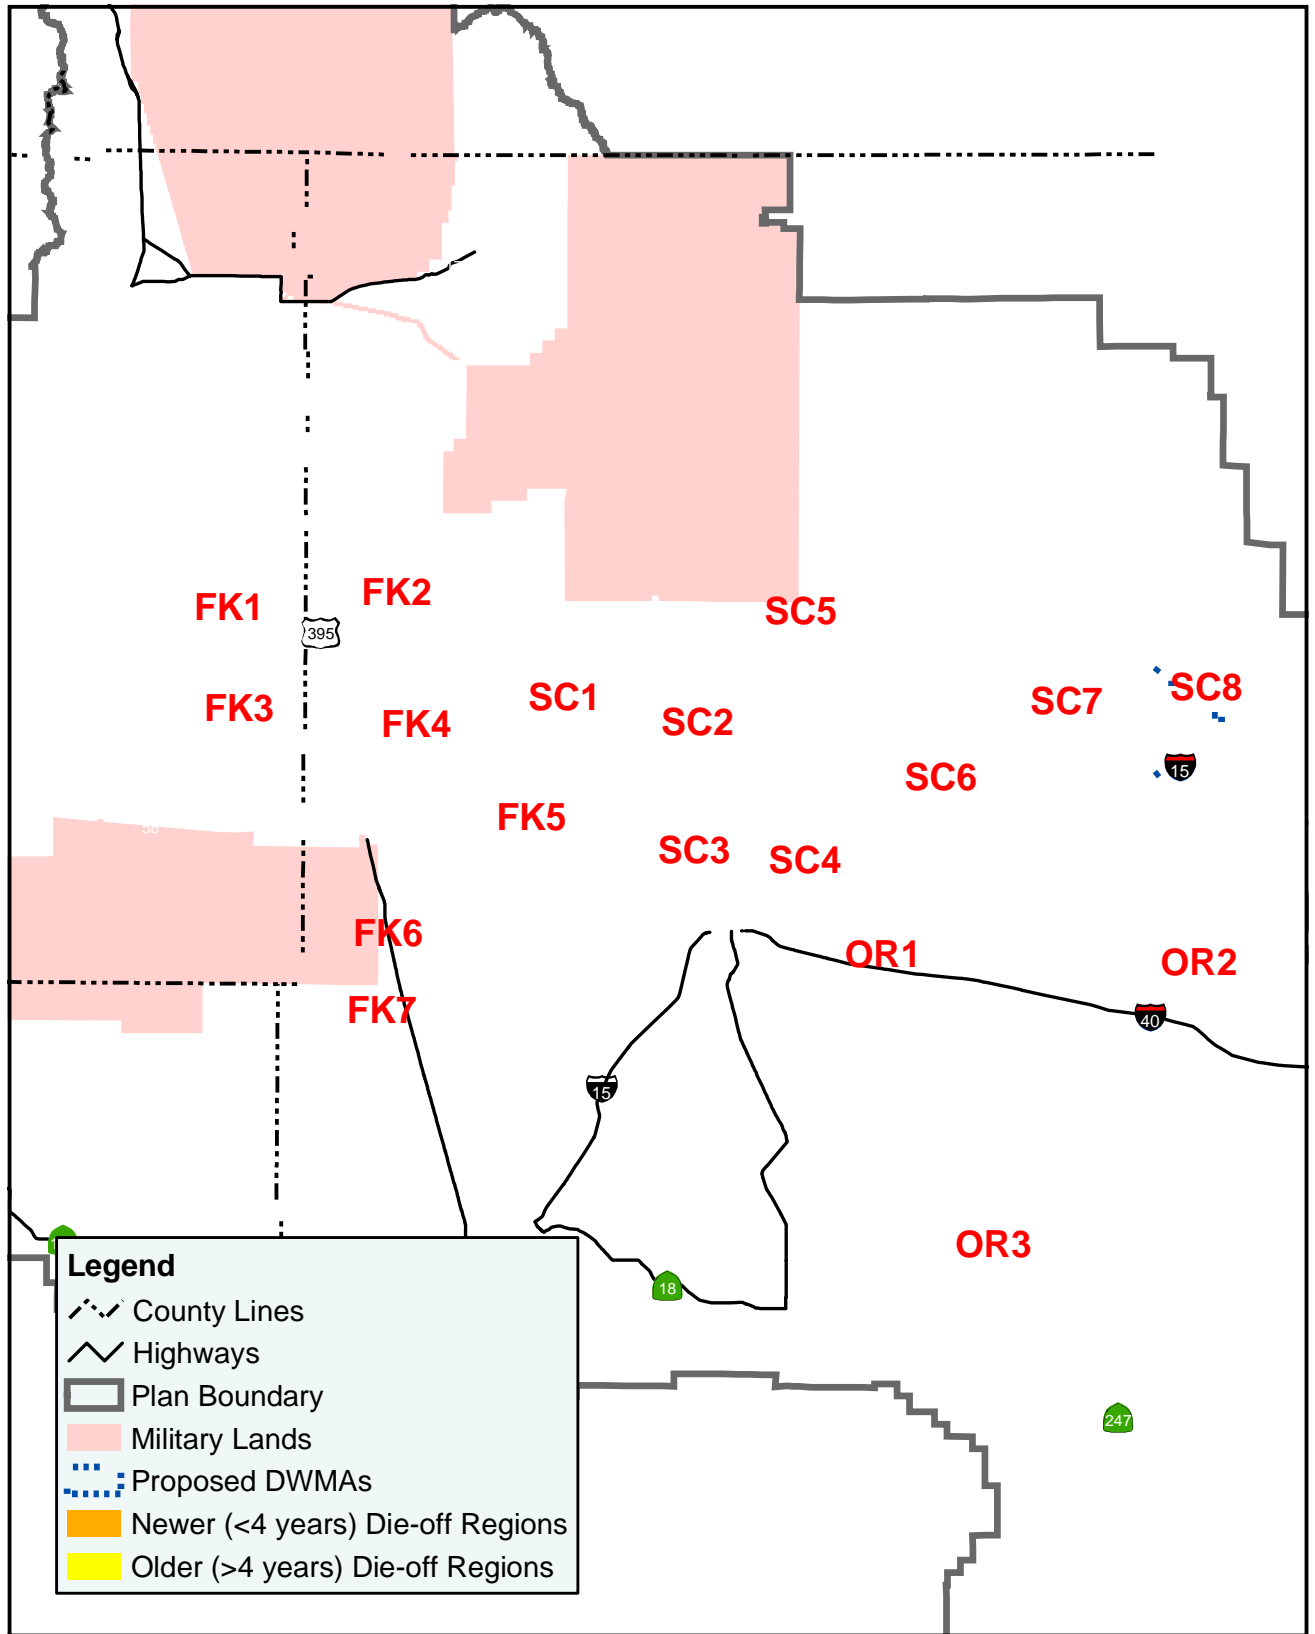 FK1
FK2
SC5
395
FK3
FK4
SC1
SC2
SC7
SC8
SC6
15
58
FK5
SC3
SC4
FK6
OR1
OR2
FK7
40
15
OR3
18
247
Legend
County Lines
Highways
Plan Boundary
Military Lands
Proposed DWMAs
Newer (<4 years) Die-off Regions
Older (>4 years) Die-off Regions